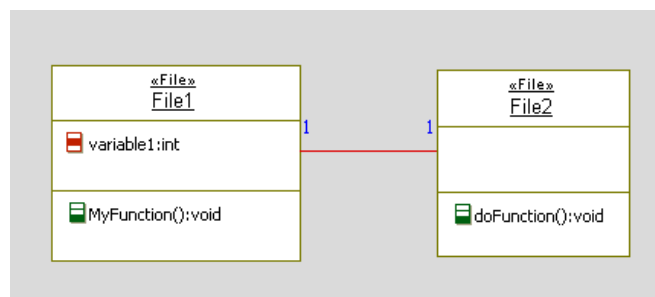 «File»
File1
variable1:int
MyFunction():void
1
1
«File»
File2
doFunction():void